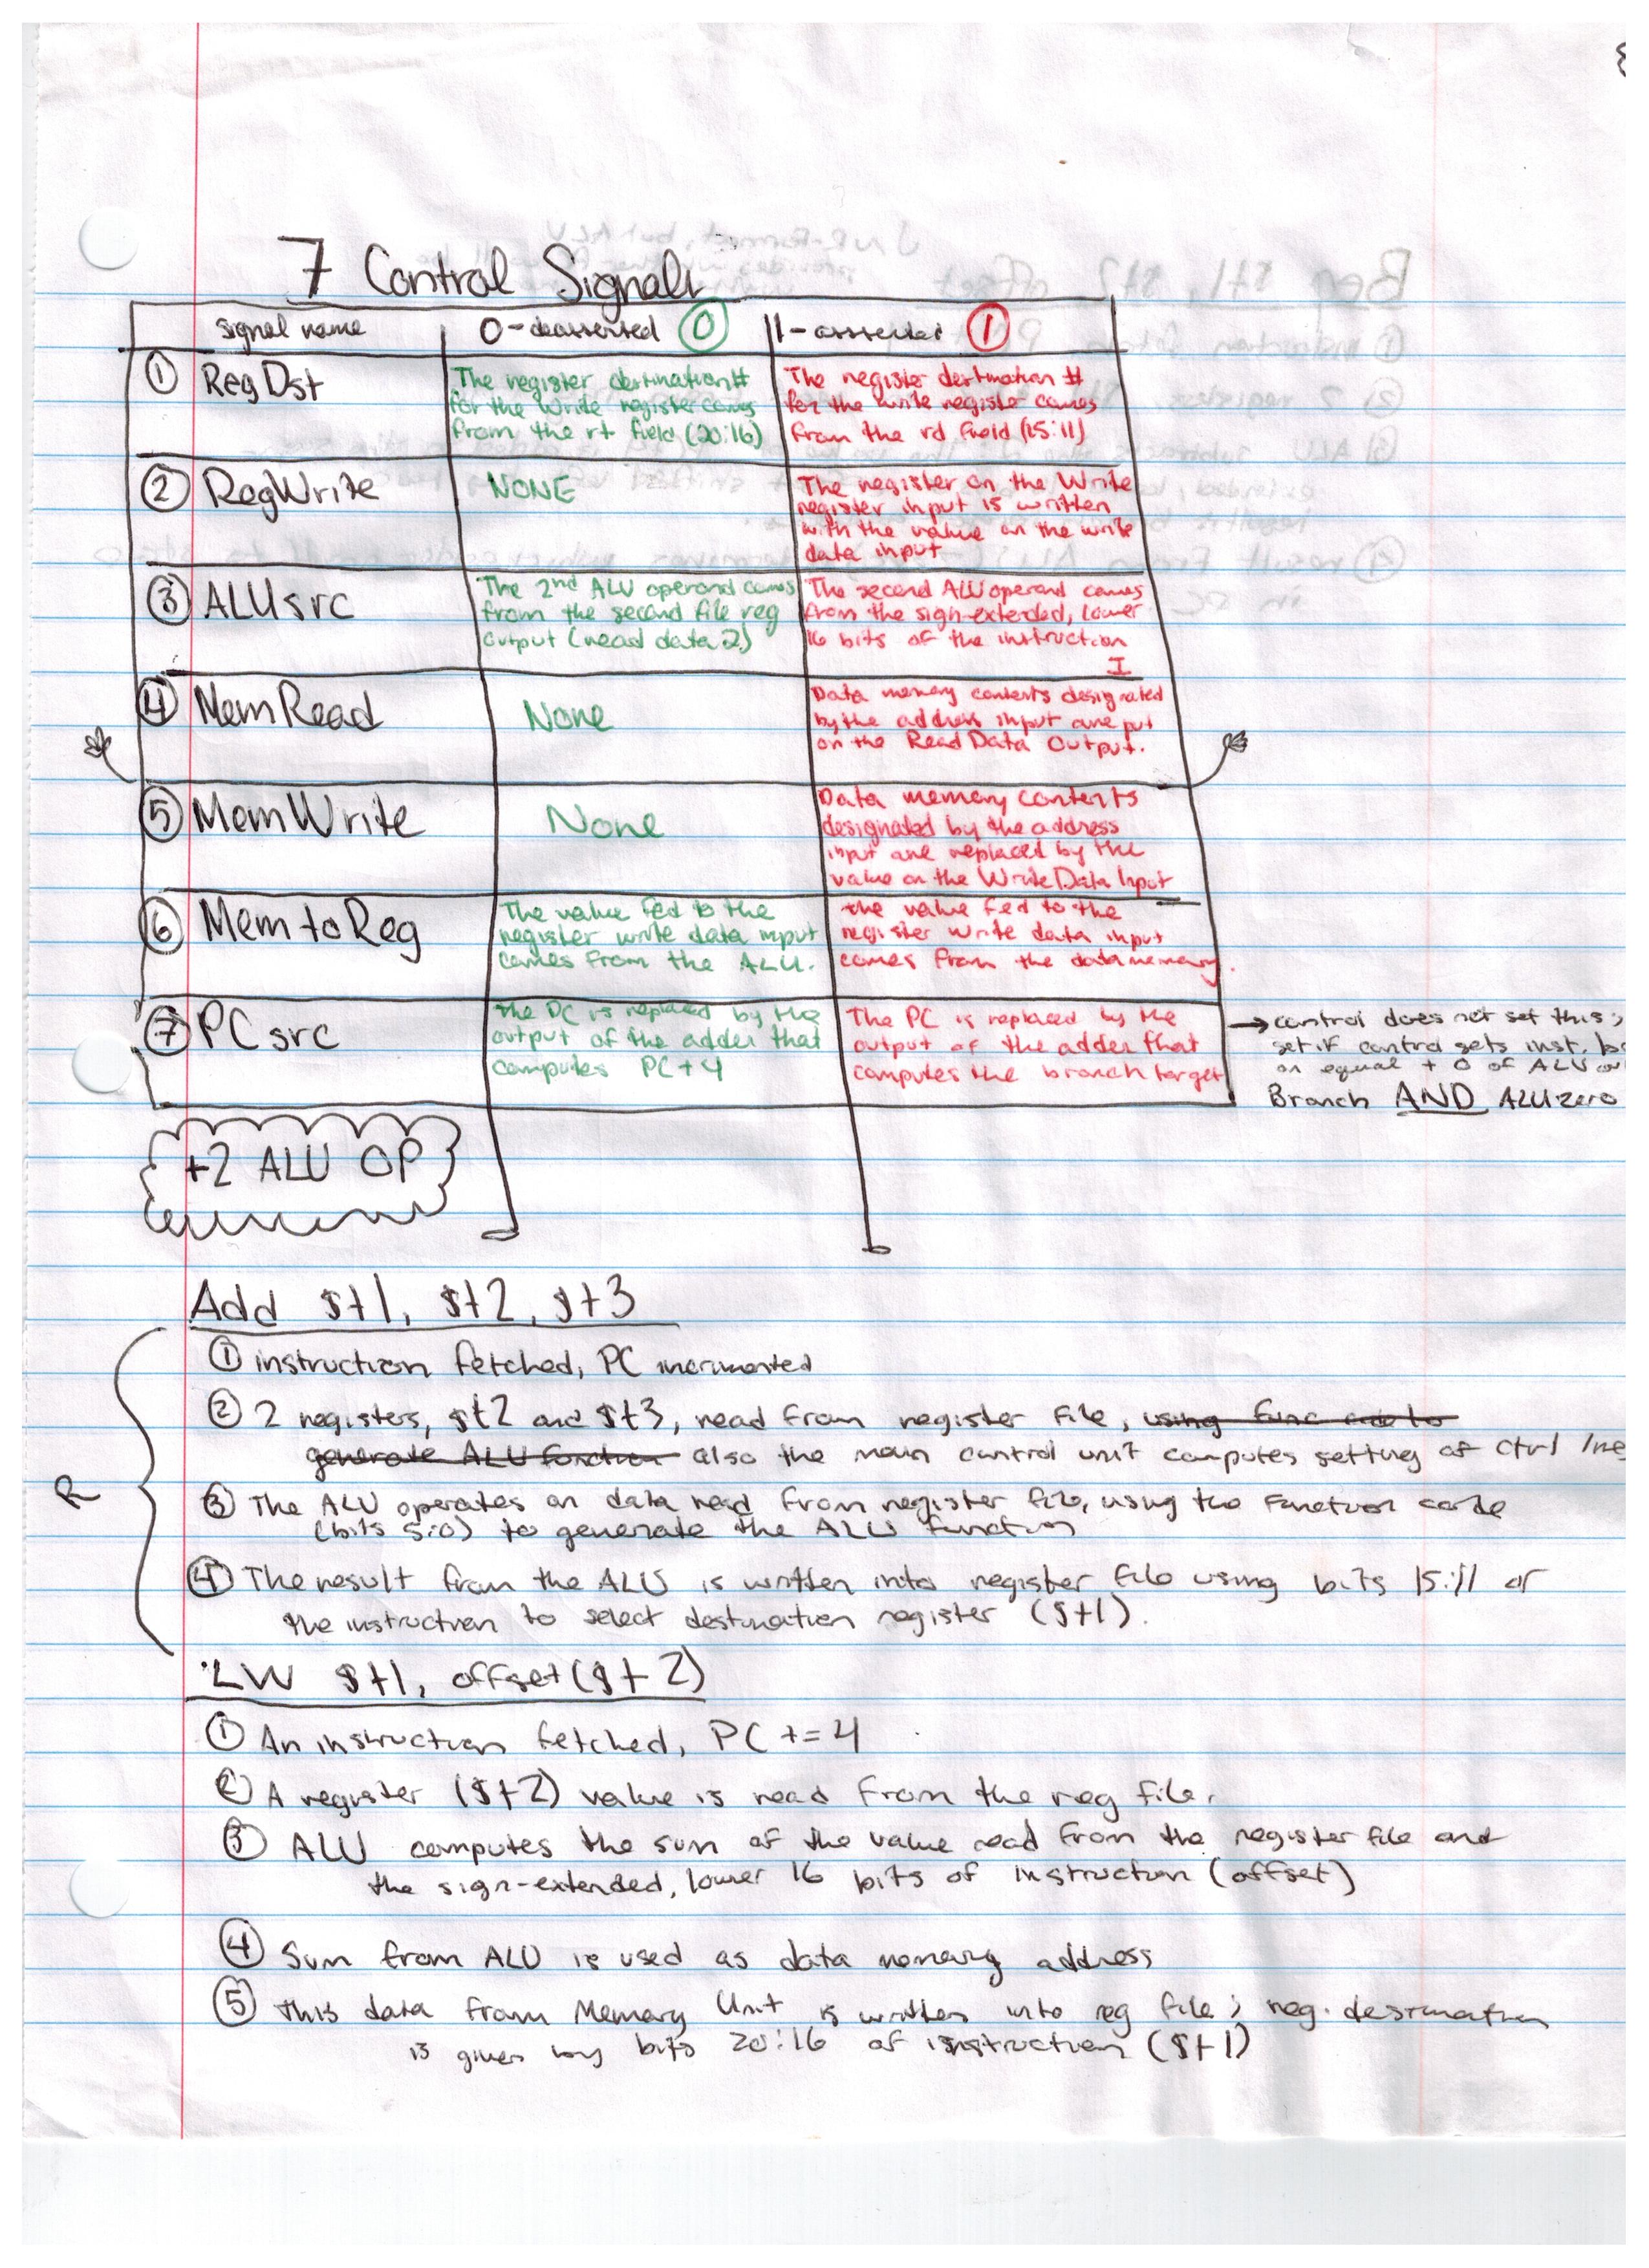 7 Control Signals
signal name 0-deasserted 0 1-asserted 1
1 RegDst
The register destination #
for the Write register comes
from the rt field (20:16)
The register destination #
for the write register comes
from the rd field (15:11)
2 RegWrite
NONE
The register on the Write
register input is written
with the value on the write
data input
3 ALUsrc
The 2nd ALU operand comes
from the second file reg
output (read data 2)
The second ALU operand comes
from the sign-extended, lower
16 bits of the instruction
I
4 MemRead
None
Data memory contents designated
by the address input are put
on the Read Data Output.
5 MemWrite
None
Data memory contents
designated by the address
input are replaced by the
value on the Write Data Input
6 MemtoReg
The value fed to the
register write data input
comes from the ALU.
the value fed to the
register write data input
comes from the data memory.
7 PCsrc
the PC is replaced by the
output of the adder that
computes PC+4
The PC is replaced by the
output of the adder that
computes the branch target
→ control does not set this;
set if control gets inst.
on equal + 0 of ALU
Branch AND ALU zero
+2 ALU OP
Add $t1, $t2, $t3
R
1 instruction fetched, PC incremented
2 2 registers, $t2 and $t3, read from register file, using func code to
generate ALU function also the main control unit computes setting of ctrl
3 The ALU operates on data read from register file, using the function code
(bits 5:0) to generate the ALU function
4 The result from the ALU is written into register file using bits 15:11 of
the instruction to select destination register ($t1).
LW $t1, offset($t2)
1 An instruction fetched, PC += 4
2 A register ($t2) value is read from the reg file.
3 ALU computes the sum of the value read from the register file and
the sign-extended, lower 16 bits of instruction (offset)
4 Sum from ALU is used as data memory address
5 this data from Memory Unit is written into reg file; reg. destination
is given by bits 20:16 of instruction ($t1)